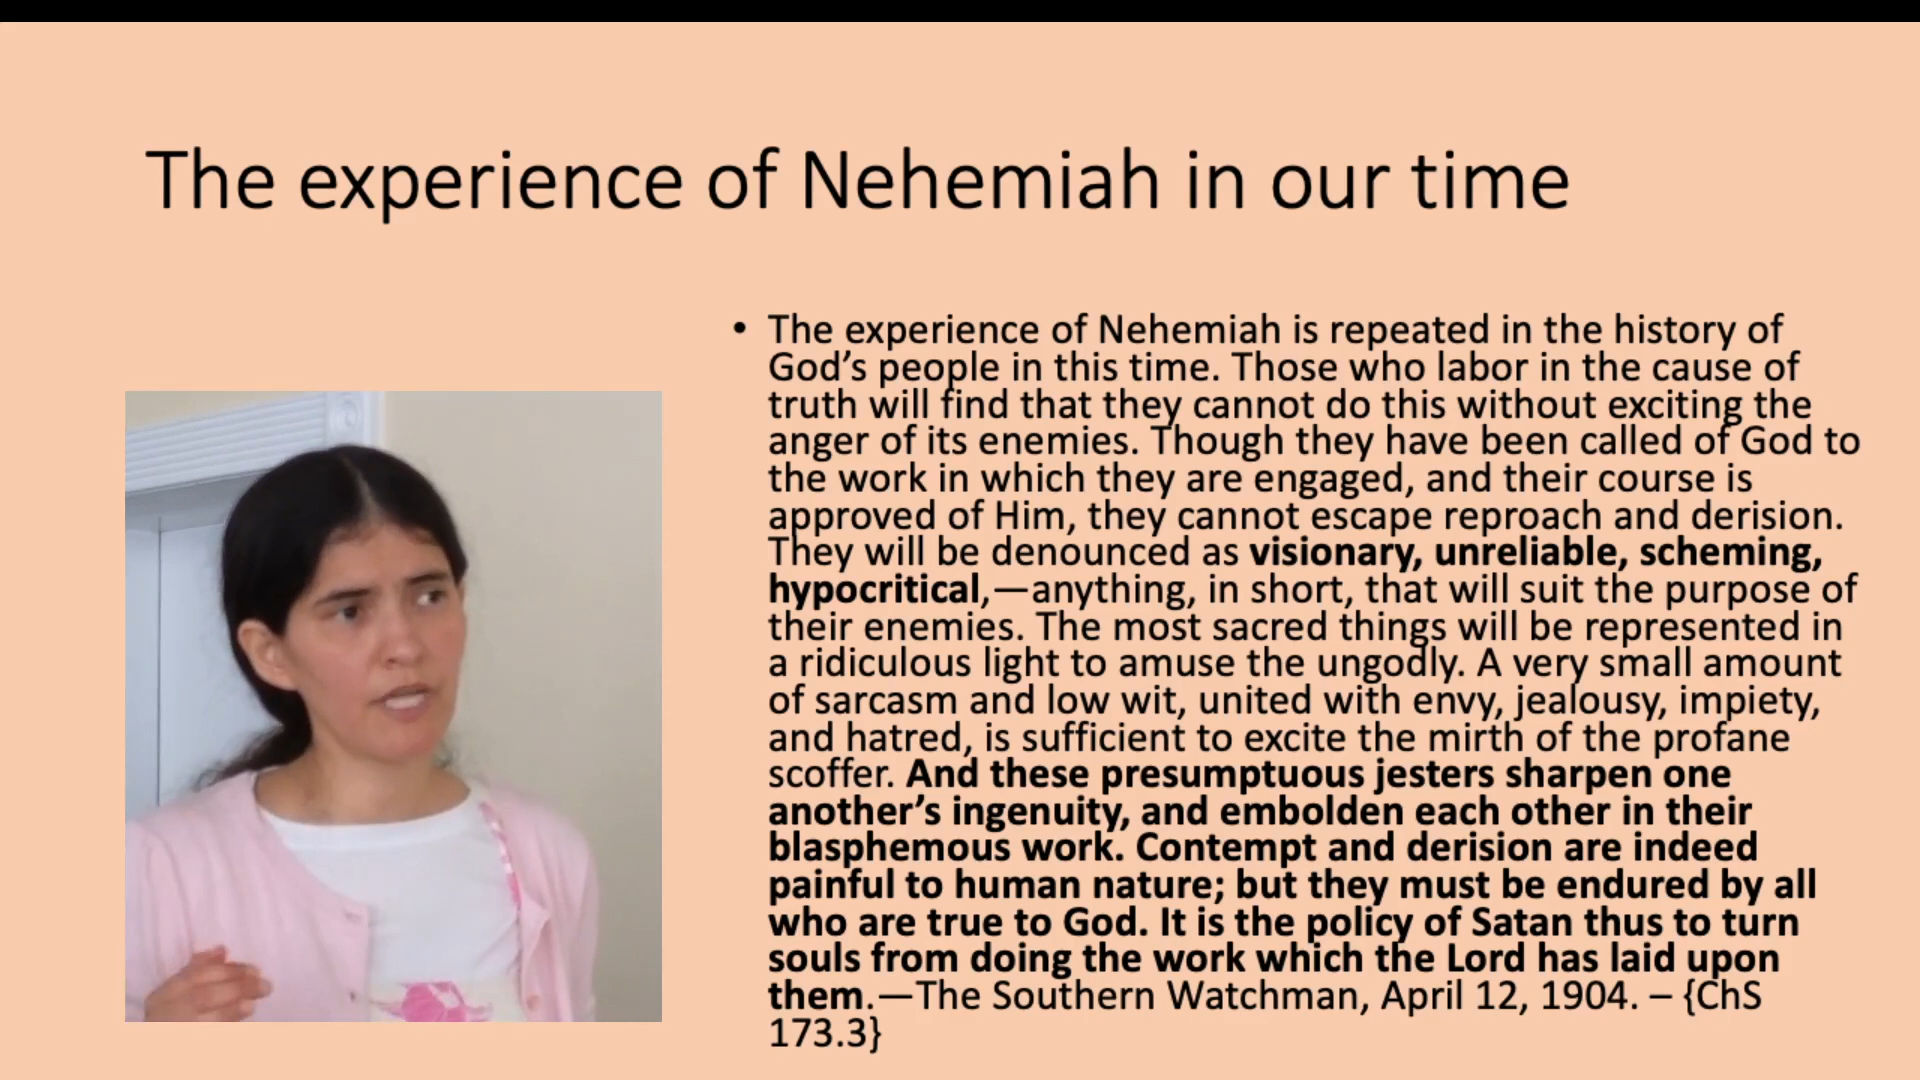 The experience of Nehemiah in our time
• The experience of Nehemiah is repeated in the history of
God’s people in this time. Those who labor in the cause of
truth will find that they cannot do this without exciting the
anger of its enemies. Though they have been called of God to
the work in which they are engaged, and their course is
approved of Him, they cannot escape reproach and derision.
They will be denounced as visionary, unreliable, scheming,
hypocritical,—anything, in short, that will suit the purpose of
their enemies. The most sacred things will be represented in
a ridiculous light to amuse the ungodly. A very small amount
of sarcasm and low wit, united with envy, jealousy, impiety,
and hatred, is sufficient to excite the mirth of the profane
scoffer. And these presumptuous jesters sharpen one
another’s ingenuity, and embolden each other in their
blasphemous work. Contempt and derision are indeed
painful to human nature; but they must be endured by all
who are true to God. It is the policy of Satan thus to turn
souls from doing the work which the Lord has laid upon
them.—The Southern Watchman, April 12, 1904. – {ChS
173.3}